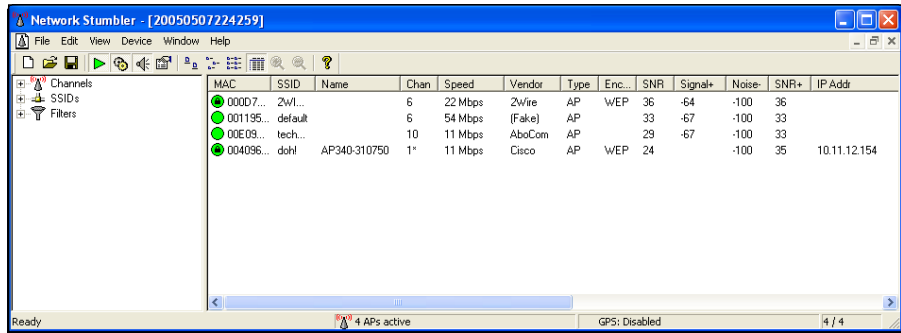 Network Stumbler - [20050507224259]
File Edit View Device Window Help
Channels
SSIDs
Filters
MAC SSID Name Chan Speed Vendor Type Enc... SNR Signal+ Noise- SNR+ IP Addr
000D7... 2WI... 6 22 Mbps 2Wire AP WEP 36 -64 -100 36
001195... default 6 54 Mbps (Fake) AP 33 -67 -100 33
00E09... tech... 10 11 Mbps AboCom AP 29 -67 -100 33
004096... doh! AP340-310750 1* 11 Mbps Cisco AP WEP 24 -100 35 10.11.12.154
Ready 4 APs active GPS: Disabled 4 / 4